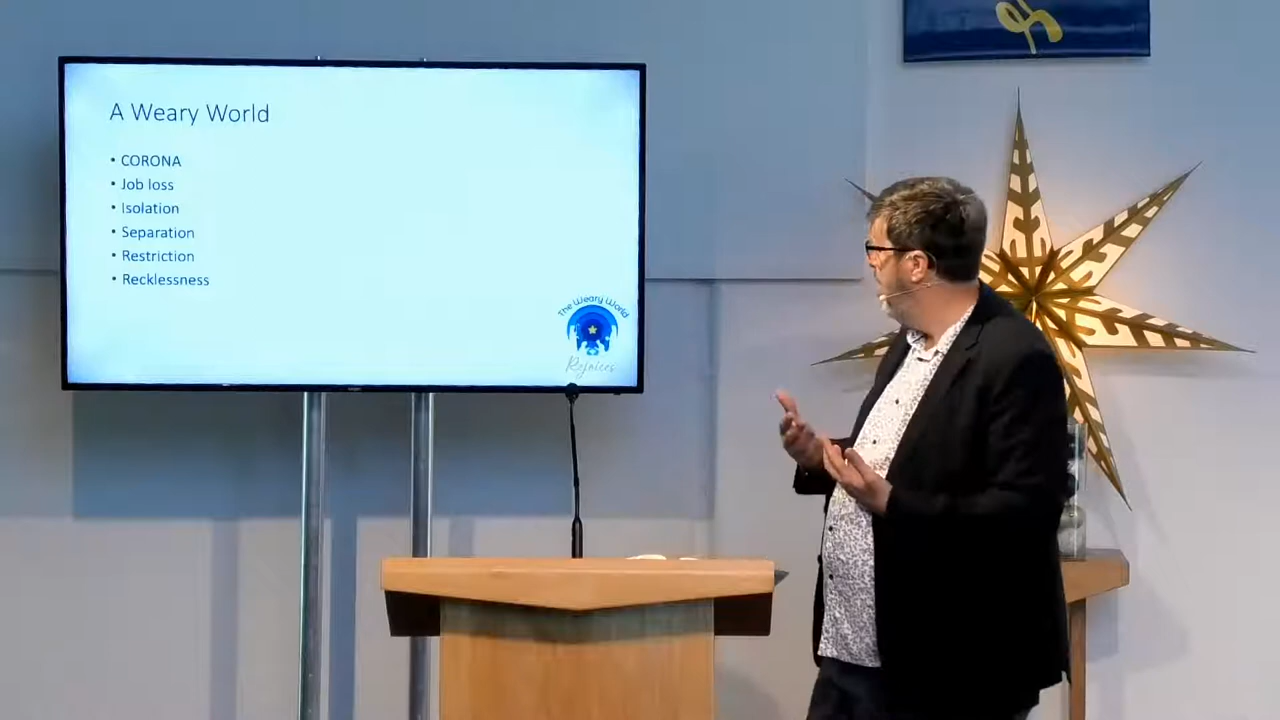 A Weary World
• CORONA
• Job loss
• Isolation
• Separation
• Restriction
• Recklessness
The Weary World
Rejoices